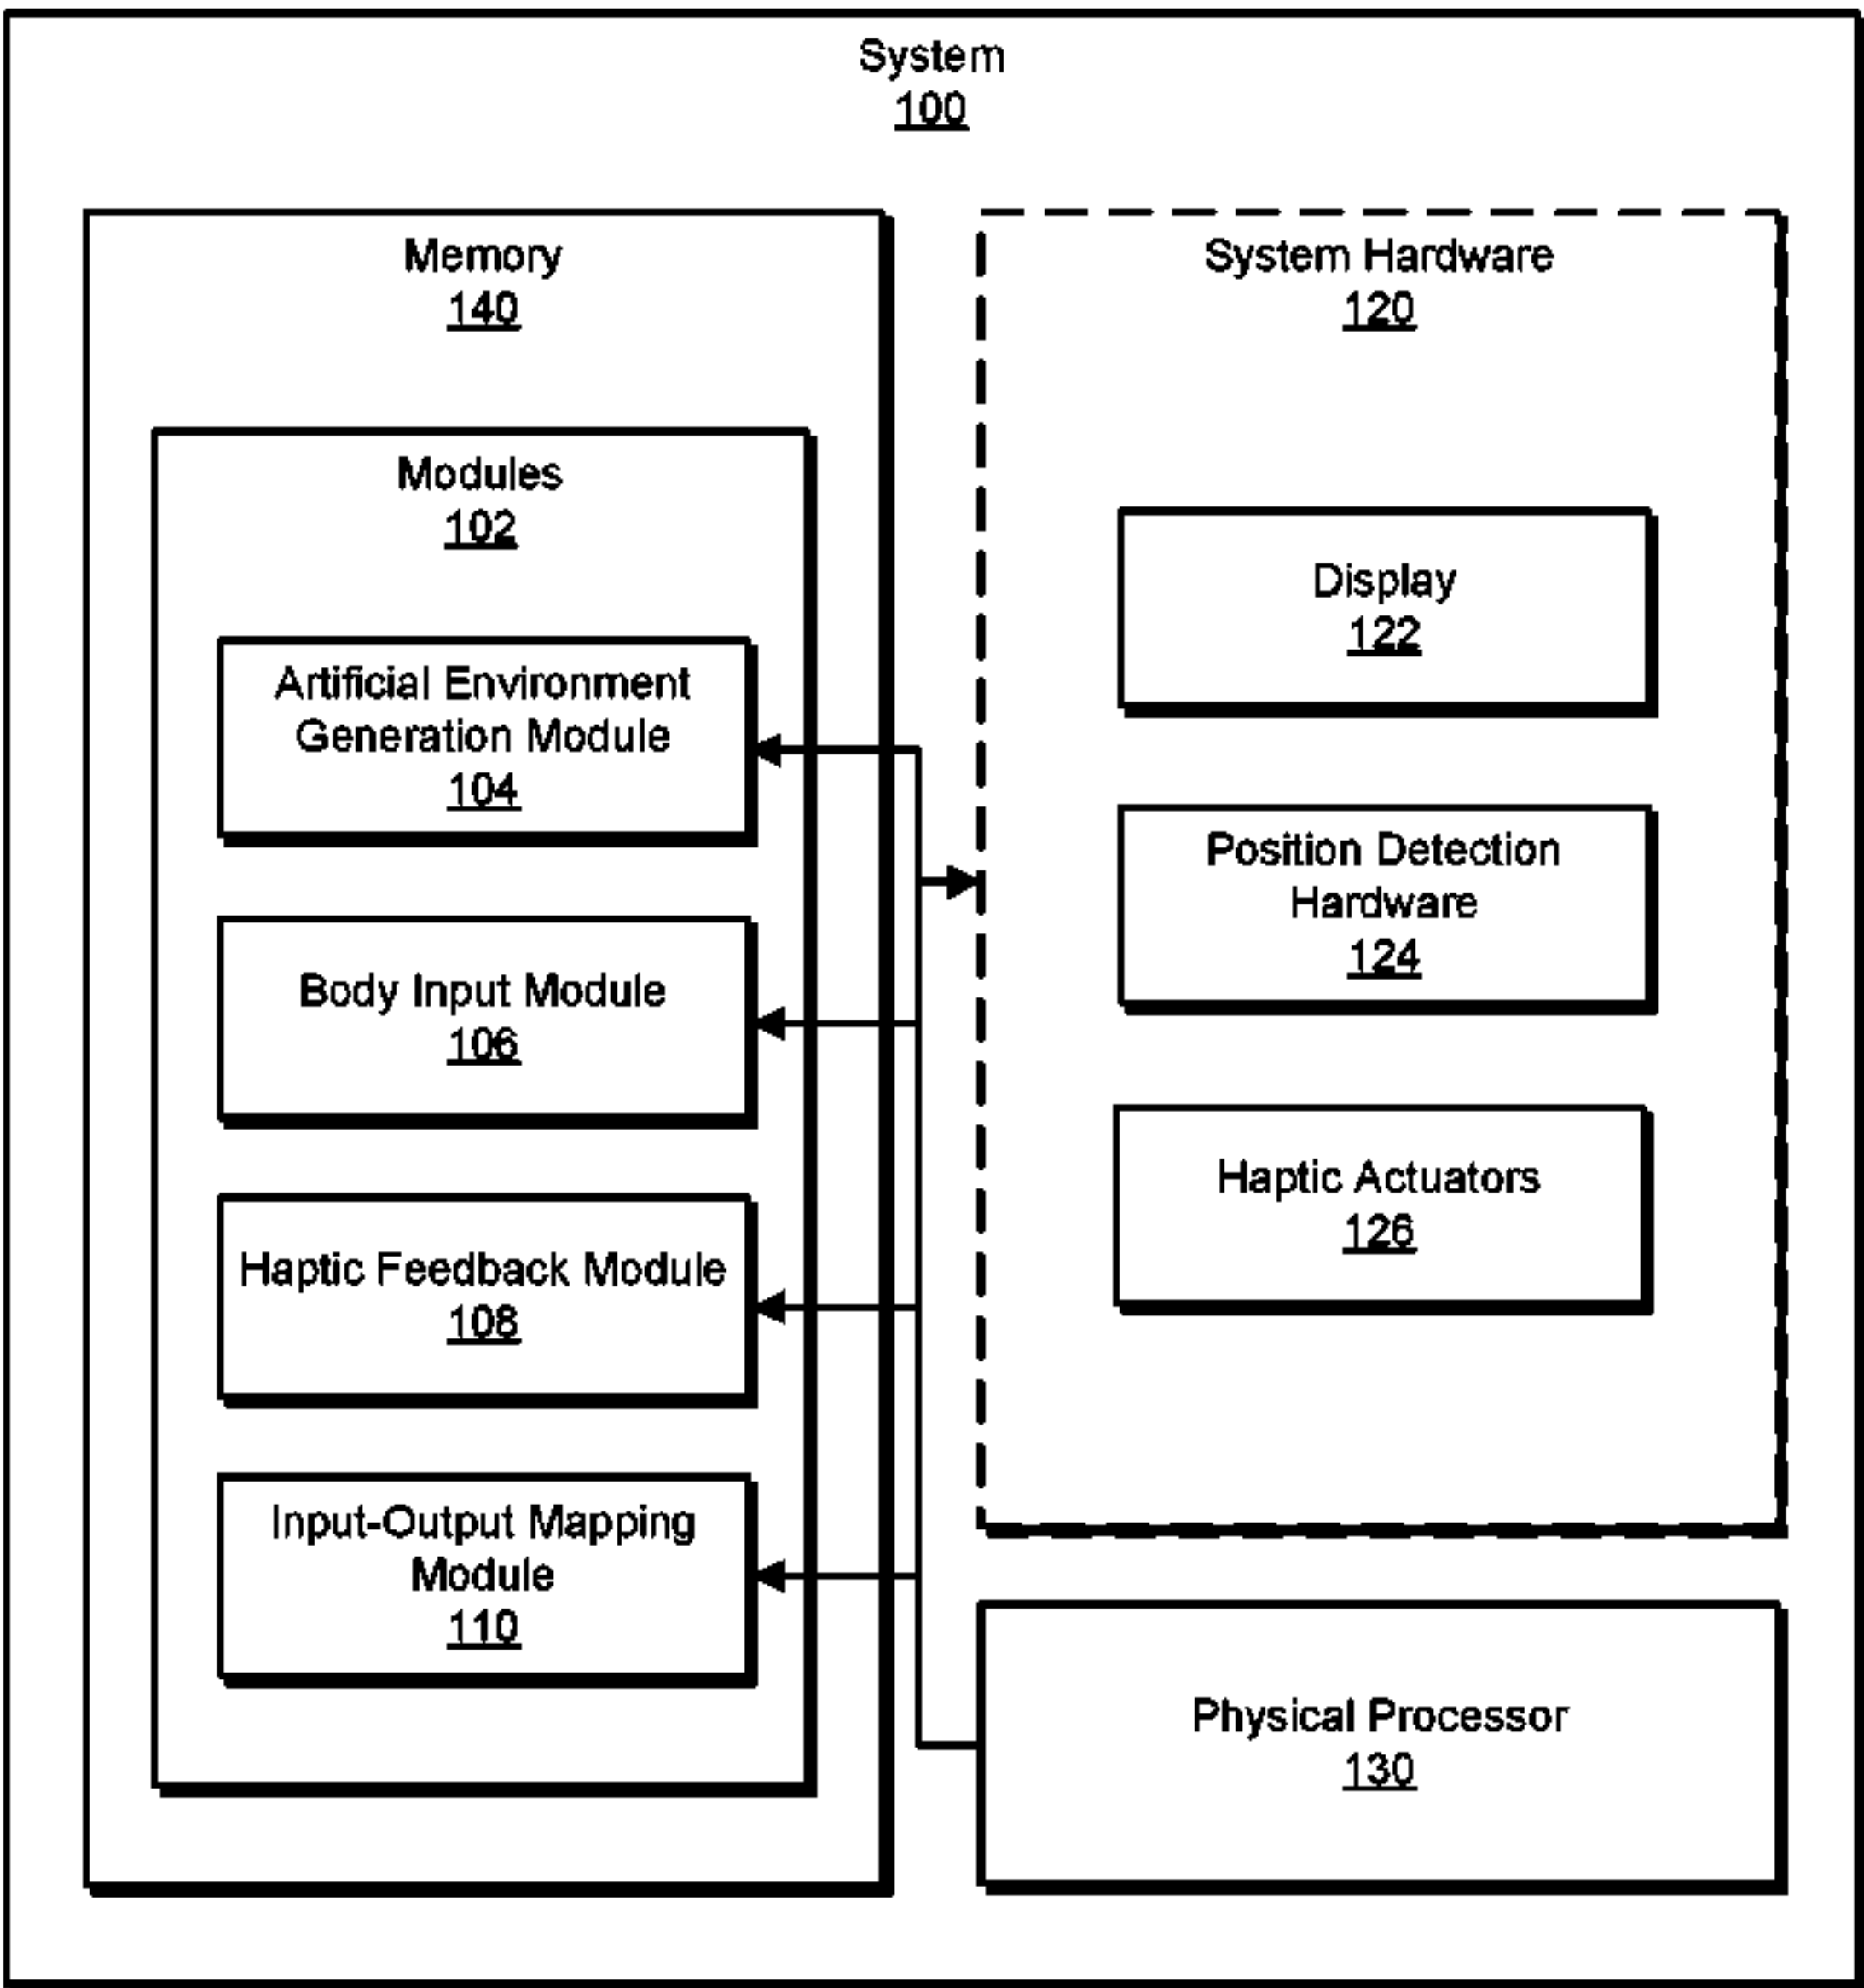 System
100
Memory
140
Modules
102
Artificial Environment
Generation Module
104
Body Input Module
106
Haptic Feedback Module
108
Input-Output Mapping
Module
110
System Hardware
120
Display
122
Position Detection
Hardware
124
Haptic Actuators
126
Physical Processor
130